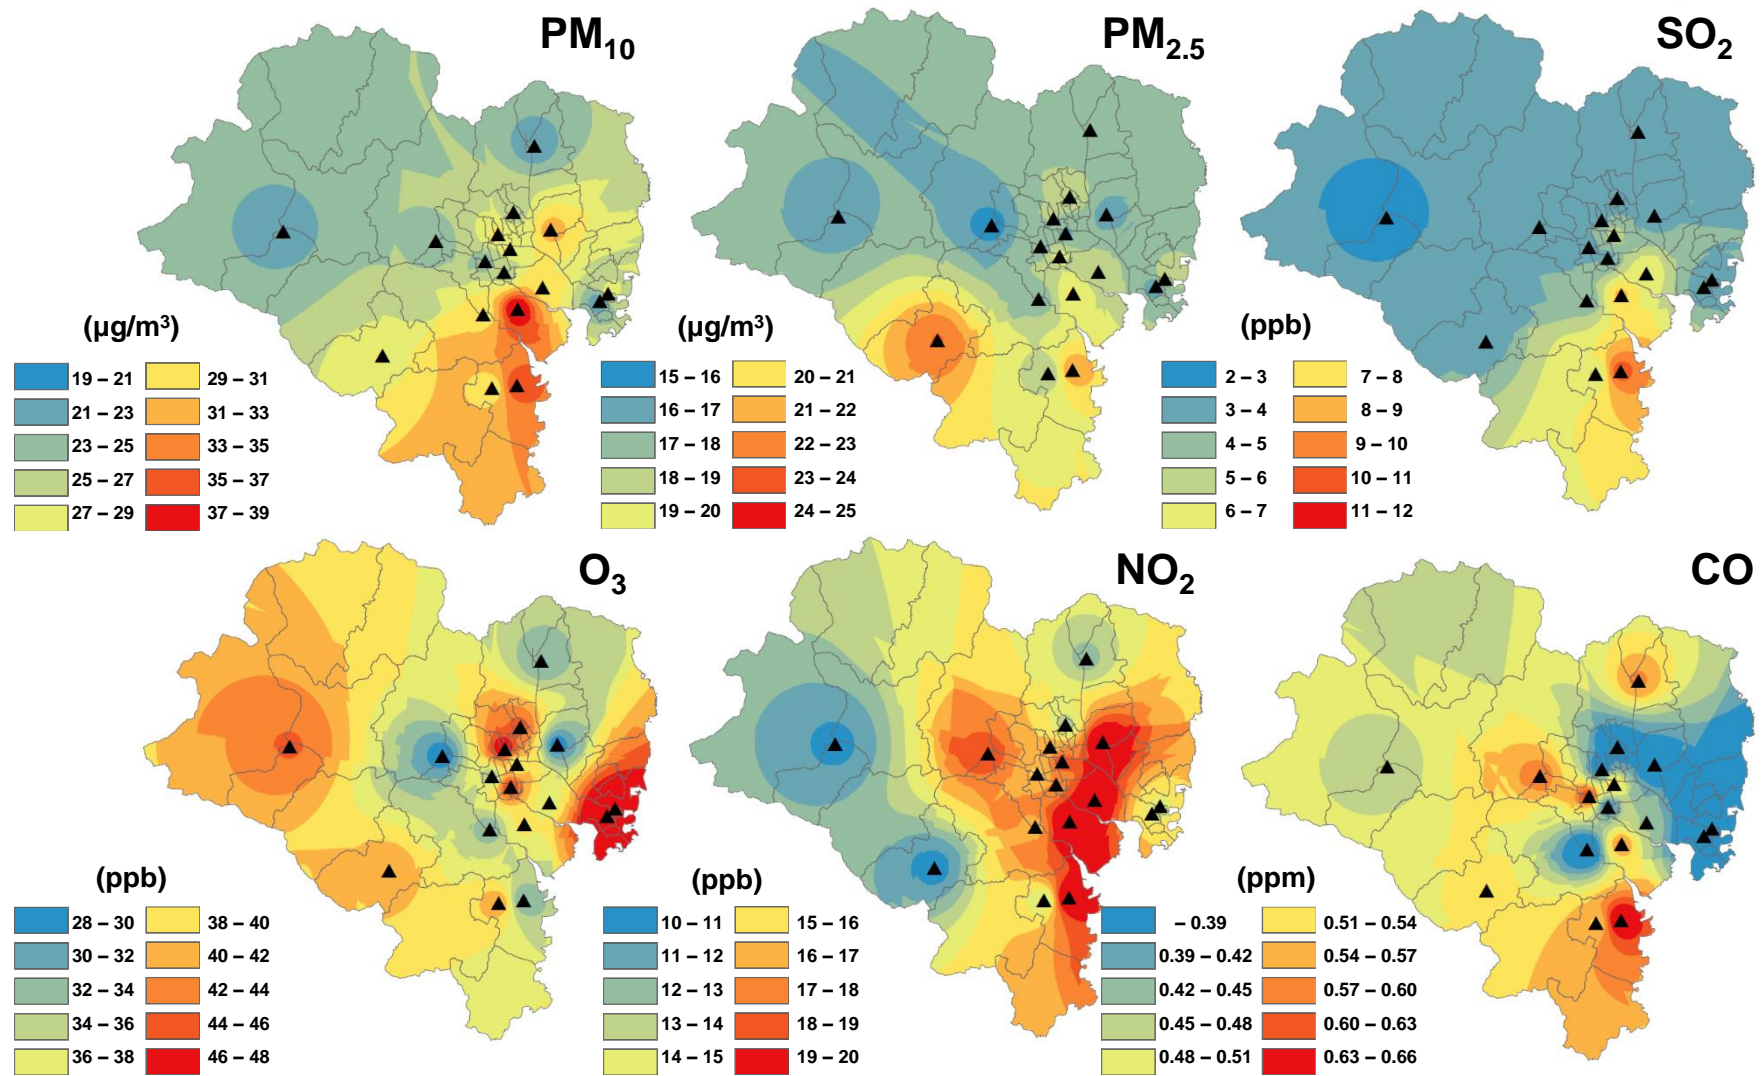 PM10
PM2.5
SO2
(µg/m³)
19 – 21
29 – 31
21 – 23
31 – 33
23 – 25
33 – 35
25 – 27
35 – 37
27 – 29
37 – 39
(µg/m³)
15 – 16
20 – 21
16 – 17
21 – 22
17 – 18
22 – 23
18 – 19
23 – 24
19 – 20
24 – 25
(ppb)
2 – 3
7 – 8
3 – 4
8 – 9
4 – 5
9 – 10
5 – 6
10 – 11
6 – 7
11 – 12
O3
NO2
CO
(ppb)
28 – 30
38 – 40
30 – 32
40 – 42
32 – 34
42 – 44
34 – 36
44 – 46
36 – 38
46 – 48
(ppb)
10 – 11
15 – 16
11 – 12
16 – 17
12 – 13
17 – 18
13 – 14
18 – 19
14 – 15
19 – 20
(ppm)
– 0.39
0.51 – 0.54
0.39 – 0.42
0.54 – 0.57
0.42 – 0.45
0.57 – 0.60
0.45 – 0.48
0.60 – 0.63
0.48 – 0.51
0.63 – 0.66